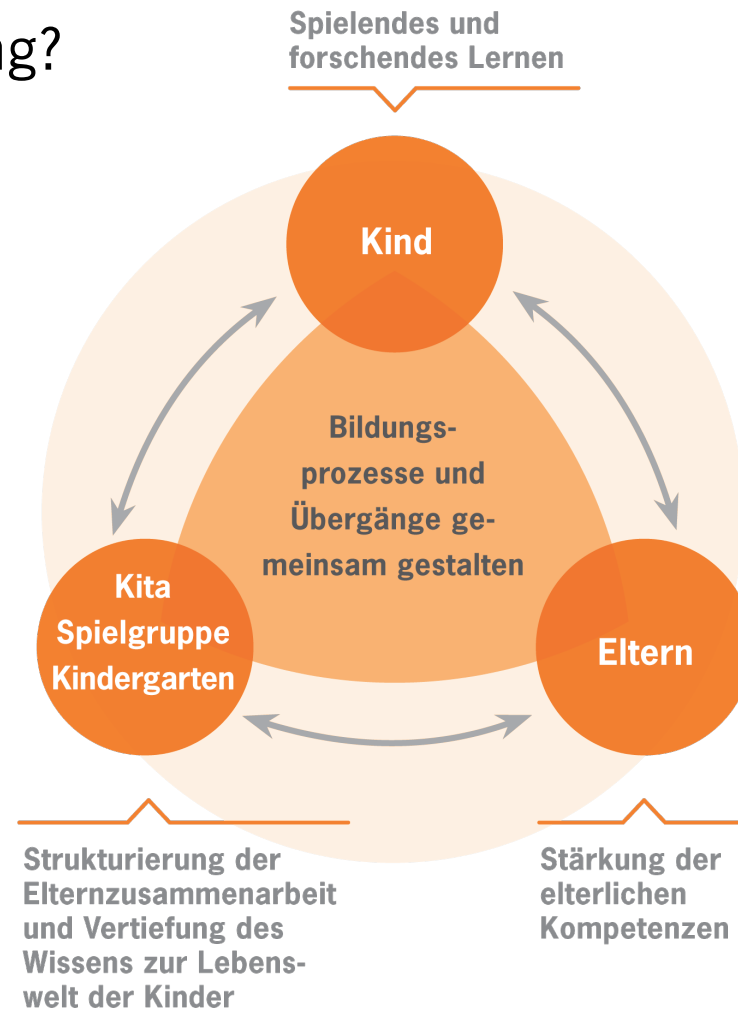 ng?
Spielendes und
forschendes Lernen
Kind
Bildungs-
prozesse und
Übergänge ge-
meinsam gestalten
Kita
Spielgruppe
Kindergarten
Eltern
Strukturierung der
Elternzusammenarbeit
und Vertiefung des
Wissens zur Lebens-
welt der Kinder
Stärkung der
elterlichen
Kompetenzen